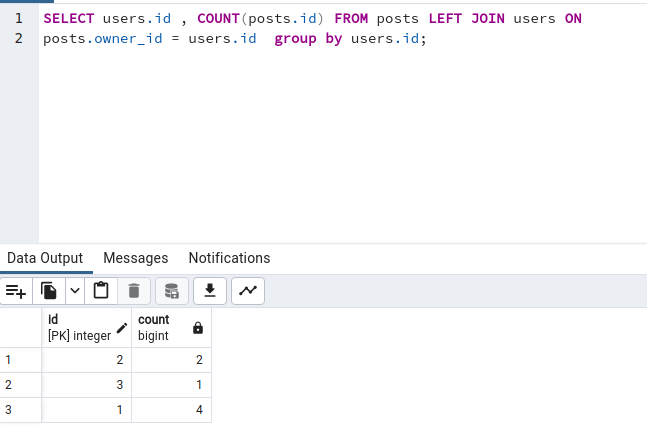 1 SELECT users.id , COUNT(posts.id) FROM posts LEFT JOIN users ON
2 posts.owner_id = users.id  group by users.id;
Data Output Messages Notifications
id count
[PK] integer bigint
1 2 2
2 3 1
3 1 4